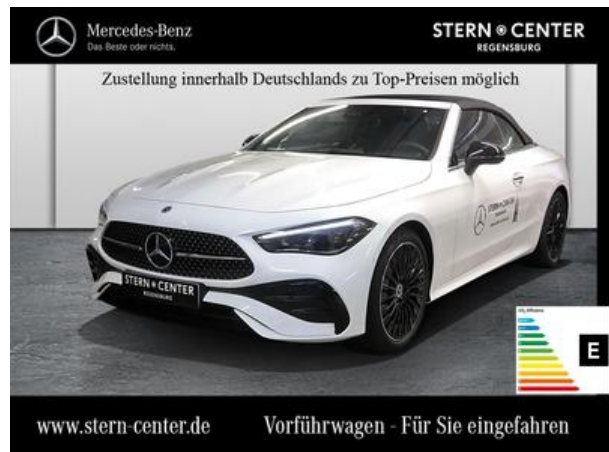 Mercedes-Benz
Das Beste oder nichts.
STERN CENTER
REGENSBURG
Zustellung innerhalb Deutschlands zu Top-Preisen möglich
STERN CENTER
REGENSBURG
E
www.stern-center.de
Vorführwagen - Für Sie eingefahren